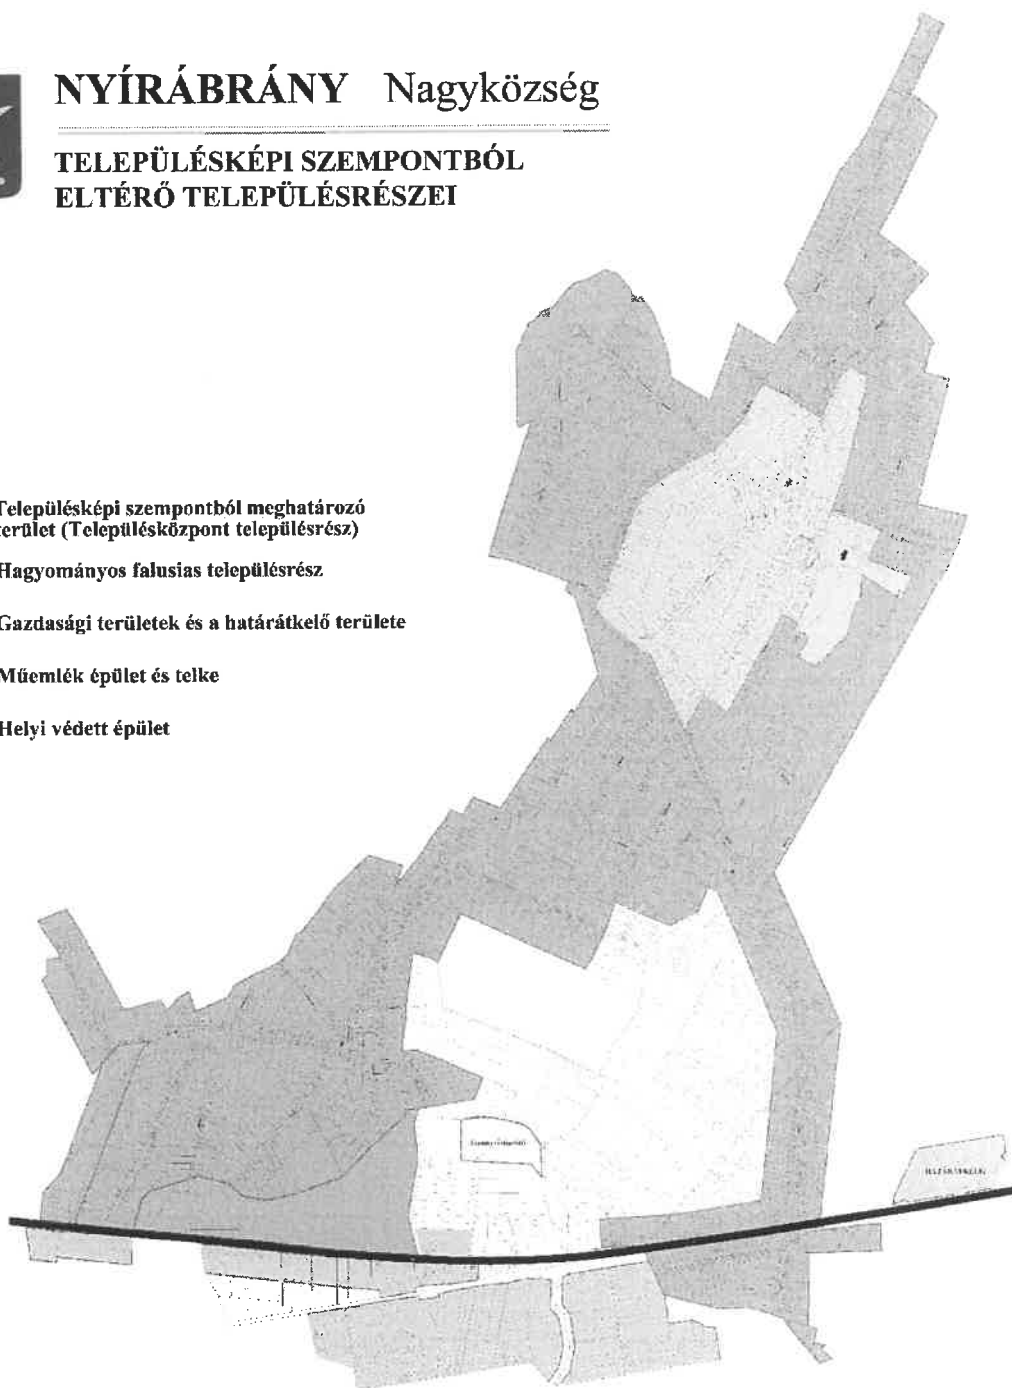 NYÍRÁBRÁNY Nagyközség
TELEPÜLÉSKÉPI SZEMPONTBÓL
ELTÉRŐ TELEPÜLÉSRÉSZEI
Településképi szempontból meghatározó
terület (Településközpont településrész)
Hagyományos falusias településrész
Gazdasági területek és a határátkelő területe
Műemlék épület és telke
Helyi védett épület